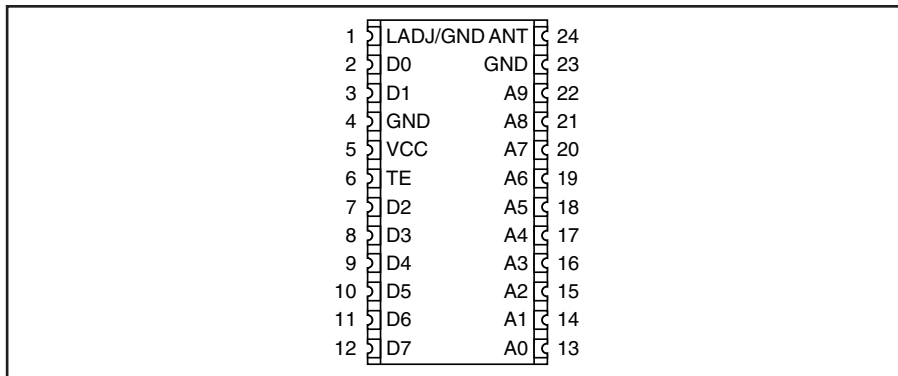 1 LADJ/GND ANT 24
2 D0 GND 23
3 D1 A9 22
4 GND A8 21
5 VCC A7 20
6 TE A6 19
7 D2 A5 18
8 D3 A4 17
9 D4 A3 16
10 D5 A2 15
11 D6 A1 14
12 D7 A0 13